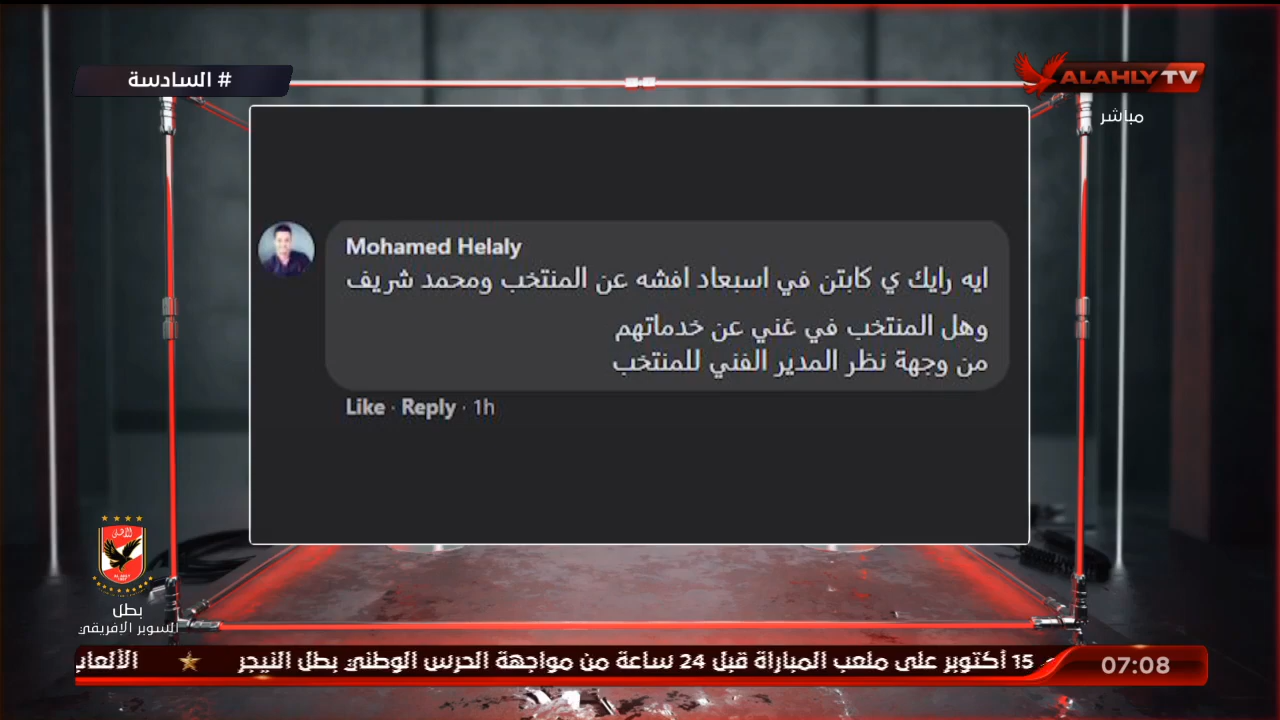 # السادسة
ALAHLY TV
مباشر
Mohamed Helaly
ايه رايك ي كابتن في اسبعاد افشه عن المنتخب ومحمد شريف
وهل المنتخب في غني عن خدماتهم
من وجهة نظر المدير الفني للمنتخب
Like · Reply · 1h
بطل
السوبر الإفريقي
15 أكتوبر على ملعب المباراة قبل 24 ساعة من مواجهة الحرس الوطني بطل النيجر
07:08